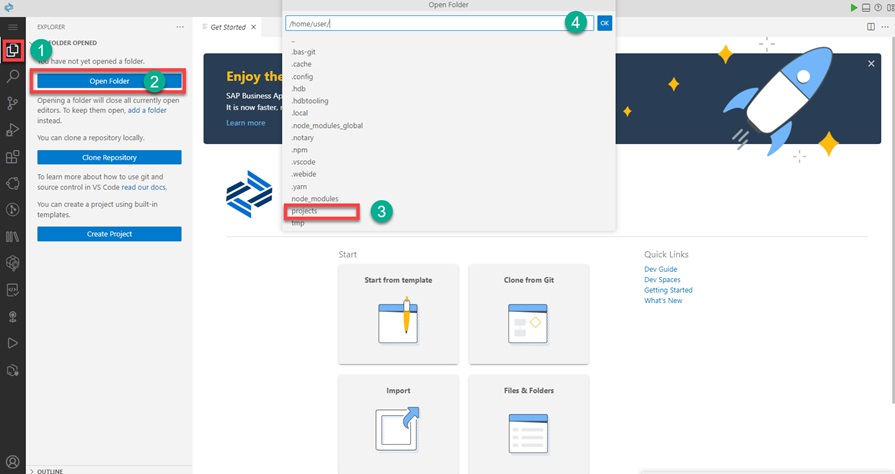 Open Folder
/home/user/
4
OK
..
.bas-git
.cache
.config
.hdb
.hdbtooling
.local
.node_modules_global
.notary
.npm
.vscode
.webide
.yarn
node_modules
projects
3
tmp
EXPLORER
1
FOLDER OPENED
You have not yet opened a folder.
Open Folder
2
Opening a folder will close all currently open
editors. To keep them open, add a folder
instead.
You can clone a repository locally.
Clone Repository
To learn more about how to use git and
source control in VS Code read our docs.
You can create a project using built-in
templates.
Create Project
OUTLINE
Get Started
Enjoy the
SAP Business Ap
It is now faster,
Learn more
Start
Start from template
Clone from Git
Import
Files & Folders
Quick Links
Dev Guide
Dev Spaces
Getting Started
What's New